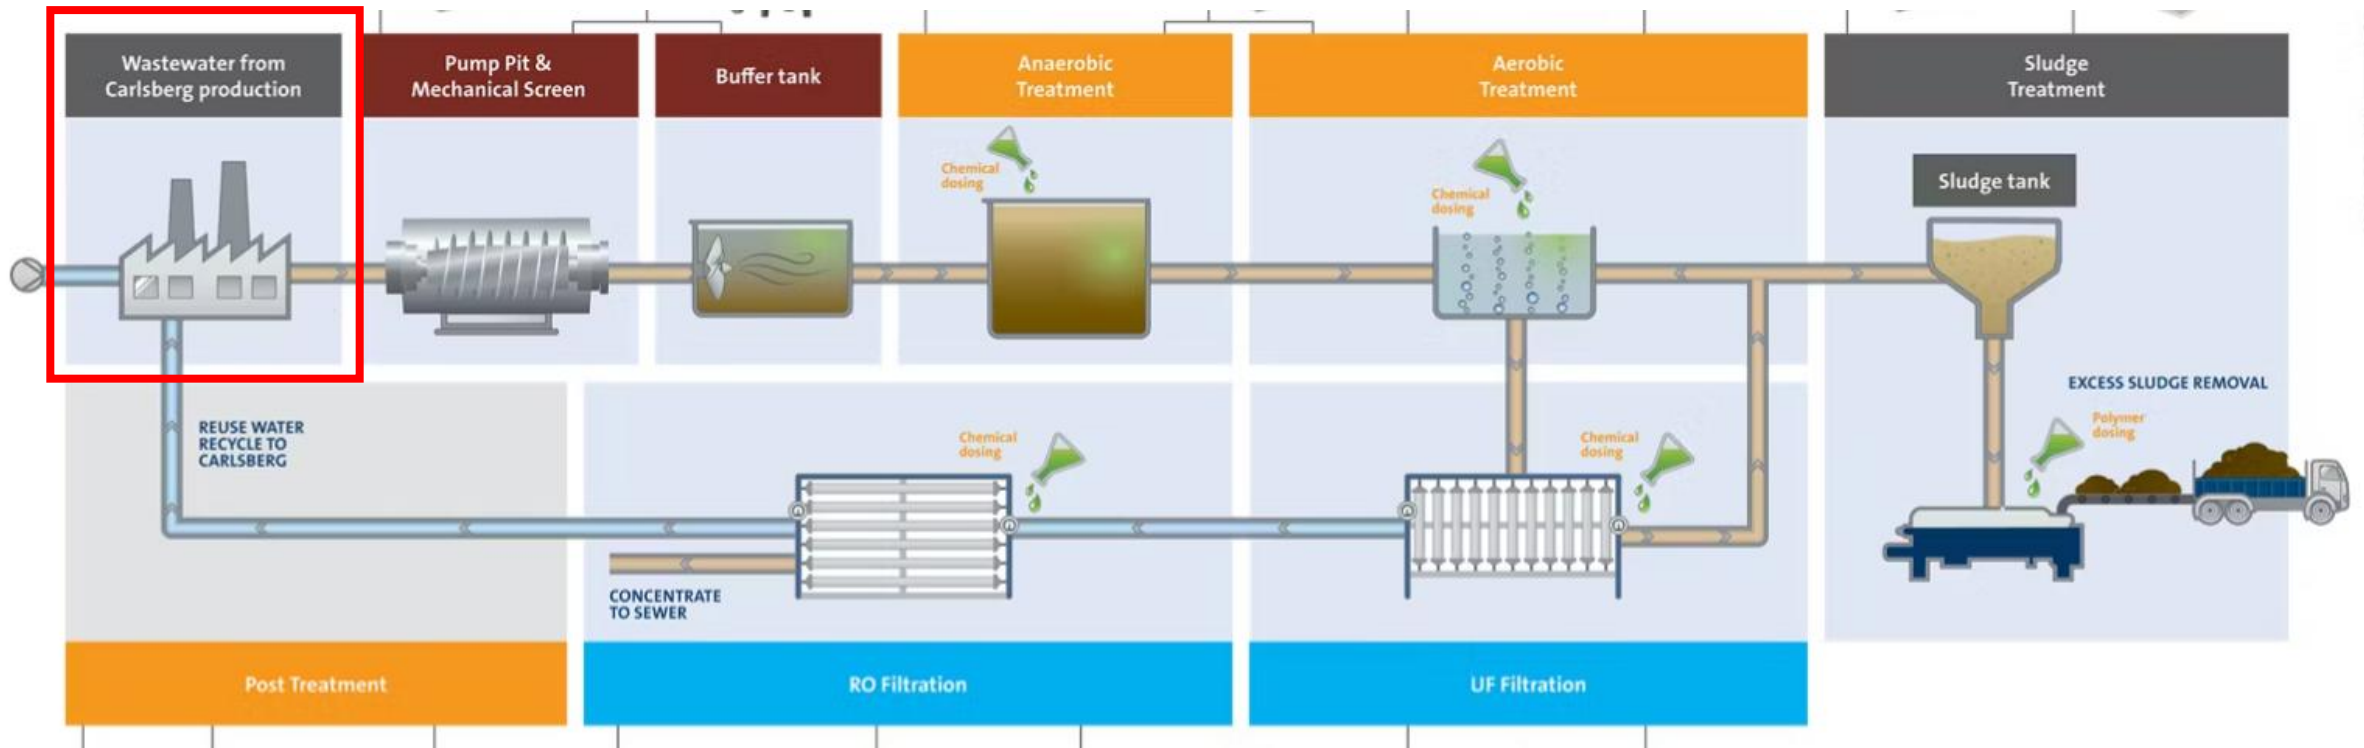 Wastewater from
Carlsberg production
Pump Pit &
Mechanical Screen
Buffer tank
Anaerobic
Treatment
Aerobic
Treatment
Sludge
Treatment
Chemical
dosing
Chemical
dosing
Sludge tank
EXCESS SLUDGE REMOVAL
Polymer
dosing
REUSE WATER
RECYCLE TO
CARLSBERG
Chemical
dosing
Chemical
dosing
CONCENTRATE
TO SEWER
Post Treatment
RO Filtration
UF Filtration